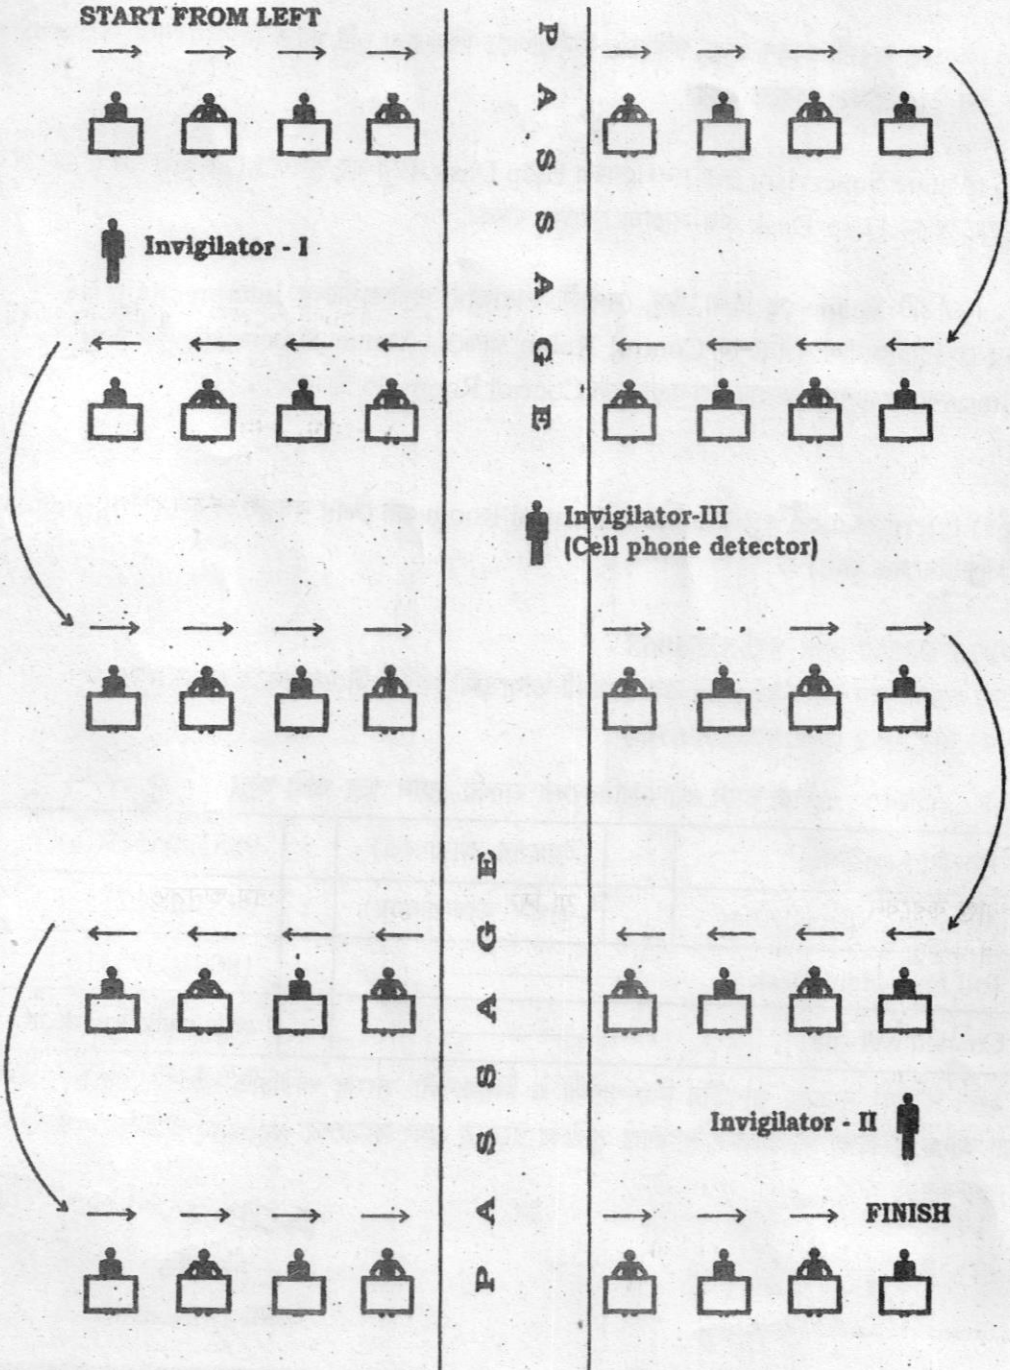 START FROM LEFT
PASSAGE
Invigilator - I
Invigilator-III
(Cell phone detector)
PASSAGE
Invigilator - II
FINISH